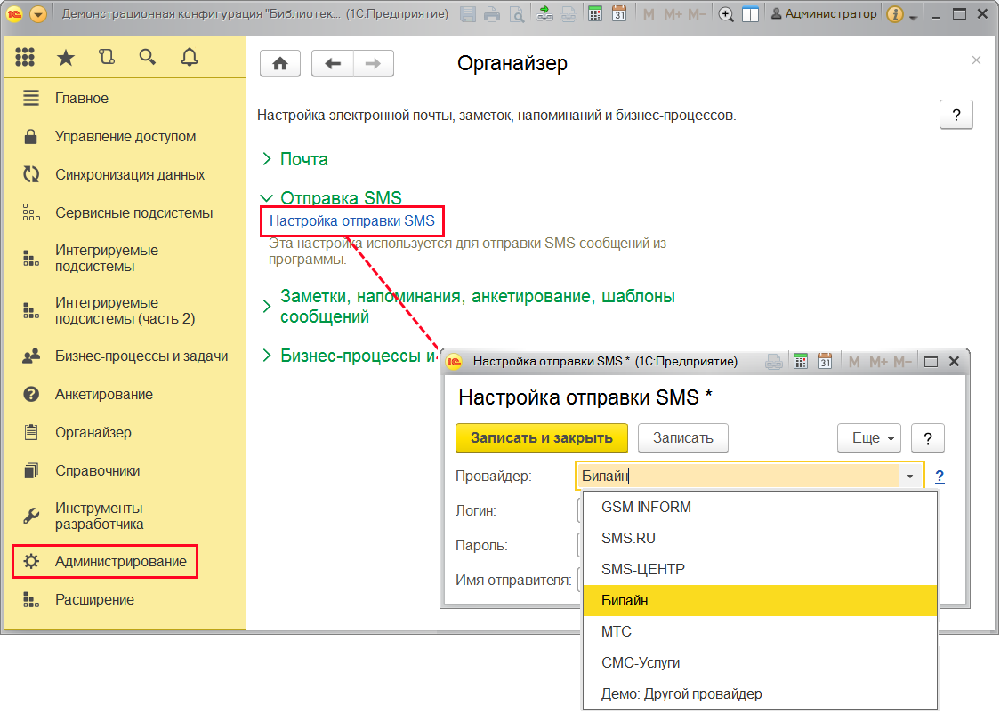 Демонстрационная конфигурация "Библиотек... (1С:Предприятие)
31
M M+ M−
Администратор
Органайзер
Настройка электронной почты, заметок, напоминаний и бизнес-процессов.
?
Главное
Управление доступом
Синхронизация данных
Сервисные подсистемы
Интегрируемые
подсистемы
Интегрируемые
подсистемы (часть 2)
Бизнес-процессы и задачи
Анкетирование
Органайзер
Справочники
Инструменты
разработчика
Администрирование
Расширение
Почта
Отправка SMS
Настройка отправки SMS
Эта настройка используется для отправки SMS сообщений из
программы.
Заметки, напоминания, анкетирование, шаблоны
сообщений
Бизнес-процессы и
Настройка отправки SMS * (1С:Предприятие)
31
M M+ M−
Настройка отправки SMS *
Записать и закрыть
Записать
Еще
?
Провайдер:
Билайн
?
Логин:
Пароль:
Имя отправителя:
GSM-INFORM
SMS.RU
SMS-ЦЕНТР
Билайн
МТС
СМС-Услуги
Демо: Другой провайдер